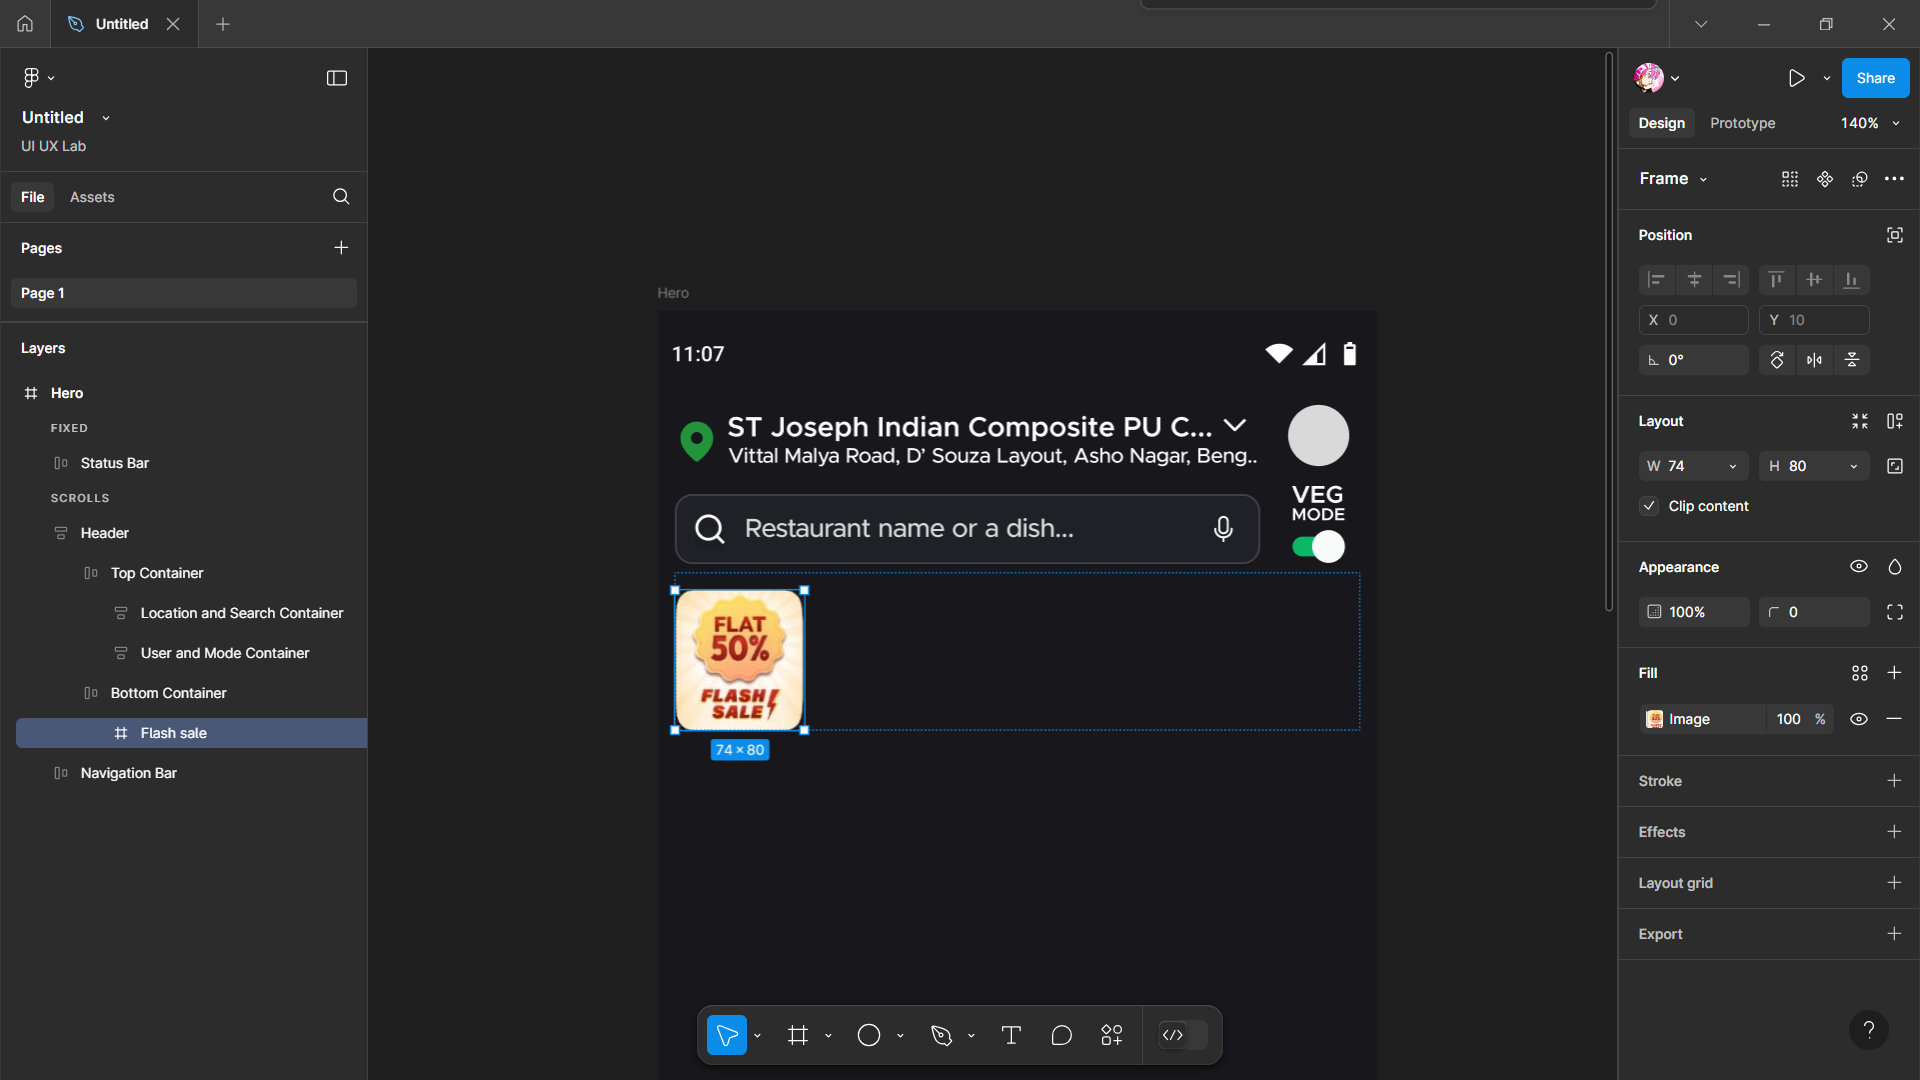 Untitled
Untitled
UI UX Lab
File
Assets
Pages
Page 1
Layers
Hero
FIXED
Status Bar
SCROLLS
Header
Top Container
Location and Search Container
User and Mode Container
Bottom Container
Flash sale
Navigation Bar
Hero
11:07
ST Joseph Indian Composite PU C...
Vittal Malya Road, D’ Souza Layout, Asho Nagar, Beng..
Restaurant name or a dish...
VEG
MODE
FLAT
50%
FLASH
SALE
74 × 80
Share
Design
Prototype
140%
Frame
Position
X 0
Y 10
0°
Layout
W 74
H 80
Clip content
Appearance
100%
0
Fill
Image
100 %
Stroke
Effects
Layout grid
Export
?